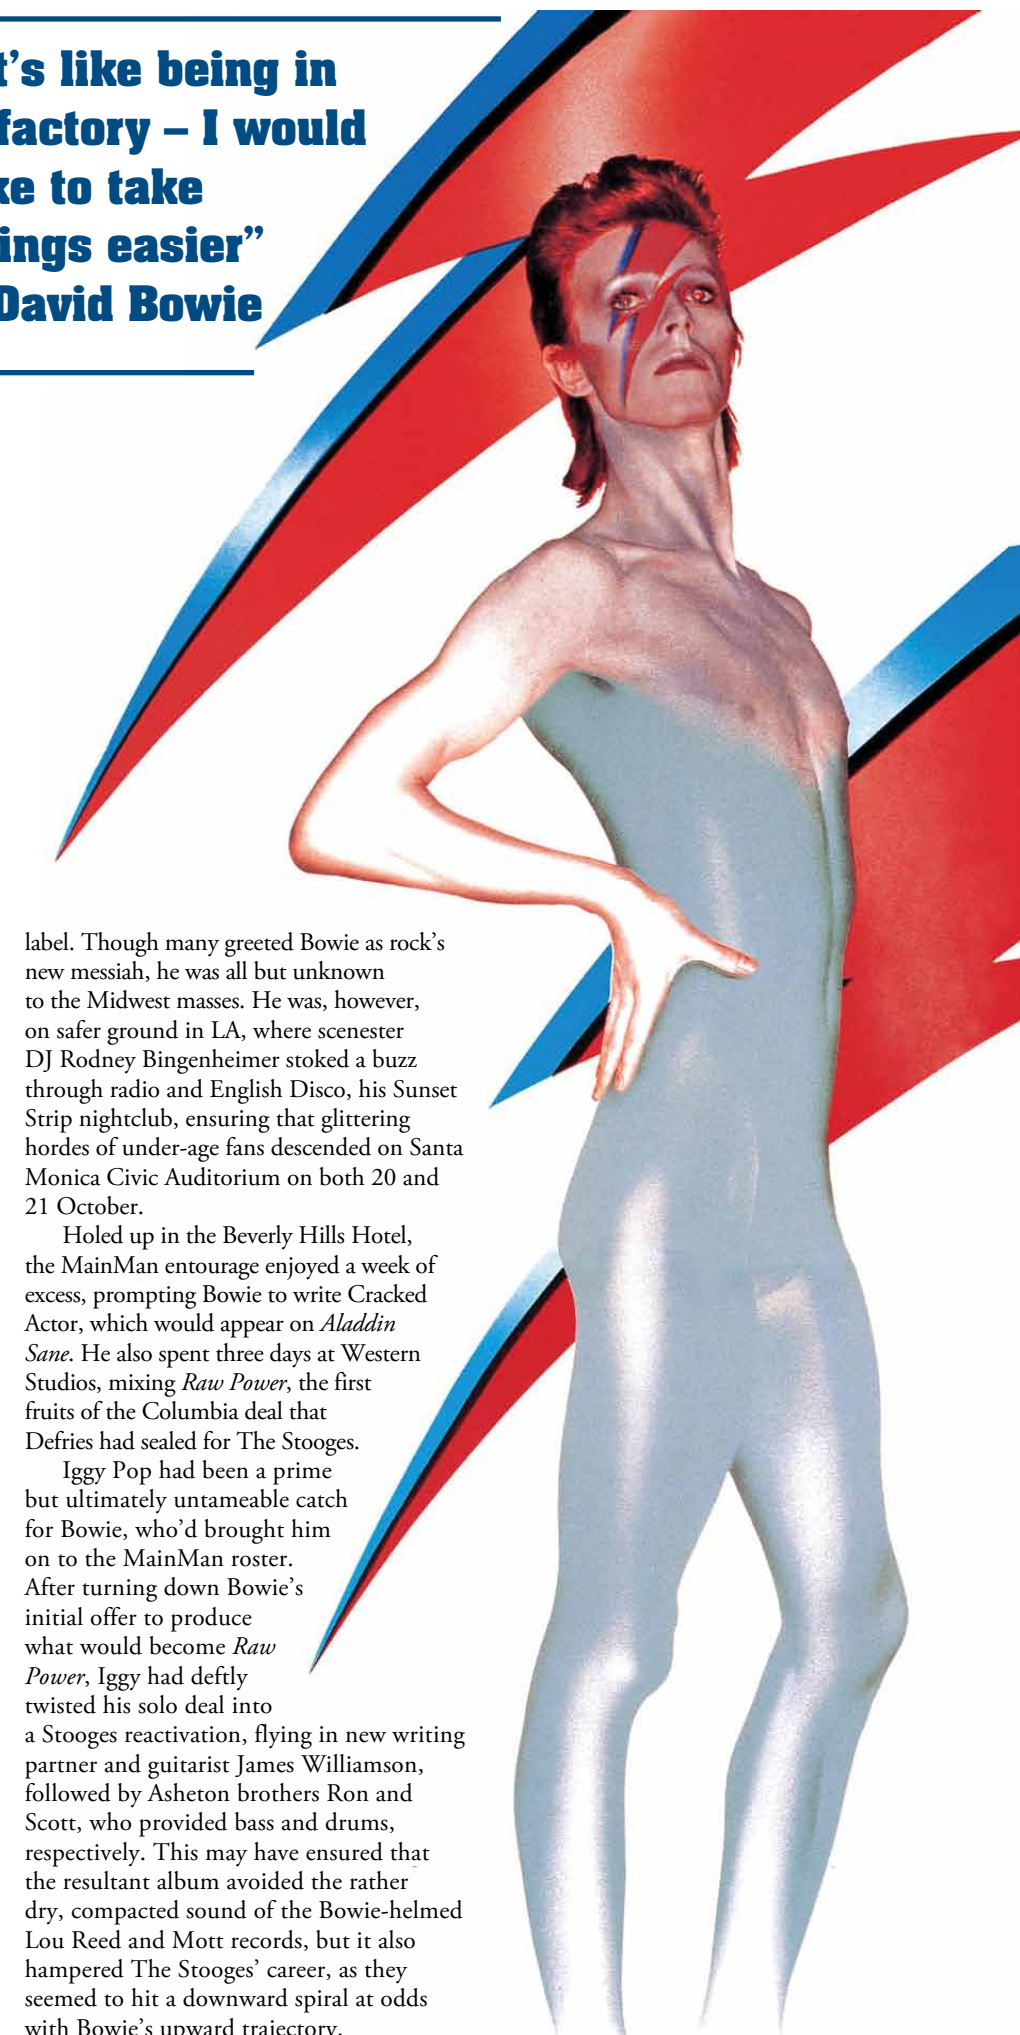 t’s like being in
factory – I would
ke to take
ings easier”
David Bowie
label. Though many greeted Bowie as rock’s
new messiah, he was all but unknown
to the Midwest masses. He was, however,
on safer ground in LA, where scenester
DJ Rodney Bingenheimer stoked a buzz
through radio and English Disco, his Sunset
Strip nightclub, ensuring that glittering
hordes of under-age fans descended on Santa
Monica Civic Auditorium on both 20 and
21 October.
Holed up in the Beverly Hills Hotel,
the MainMan entourage enjoyed a week of
excess, prompting Bowie to write Cracked
Actor, which would appear on Aladdin
Sane. He also spent three days at Western
Studios, mixing Raw Power, the first
fruits of the Columbia deal that
Defries had sealed for The Stooges.
Iggy Pop had been a prime
but ultimately untameable catch
for Bowie, who’d brought him
on to the MainMan roster.
After turning down Bowie’s
initial offer to produce
what would become Raw
Power, Iggy had deftly
twisted his solo deal into
a Stooges reactivation, flying in new writing
partner and guitarist James Williamson,
followed by Asheton brothers Ron and
Scott, who provided bass and drums,
respectively. This may have ensured that
the resultant album avoided the rather
dry, compacted sound of the Bowie-helmed
Lou Reed and Mott records, but it also
hampered The Stooges’ career, as they
seemed to hit a downward spiral at odds
with Bowie’s upward trajectory.